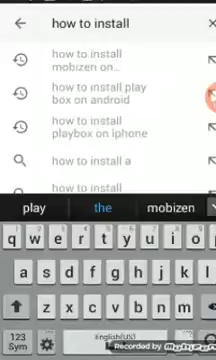 how to install
how to install
mobizen on...
how to install play
box on android
how to install
playbox on iphone
how to install a
how to install
play the mobizen
q w e r t y u i o
a s d f g h j k l
z x c v b n m
123
Sym
English(US)
Recorded by